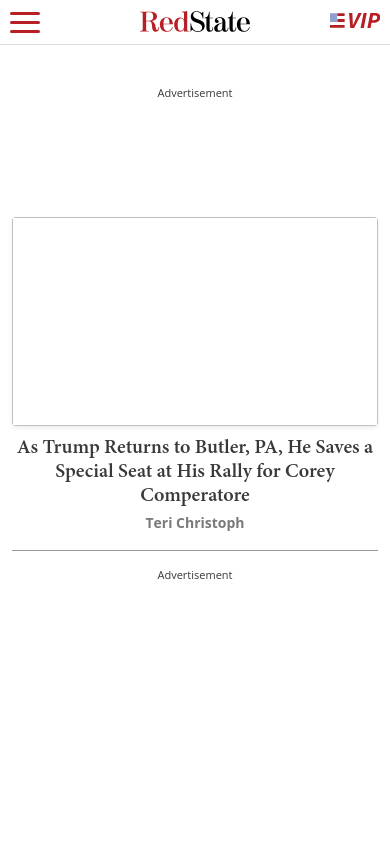 RedState
VIP
Advertisement
As Trump Returns to Butler, PA, He Saves a
Special Seat at His Rally for Corey
Comperatore
Teri Christoph
Advertisement